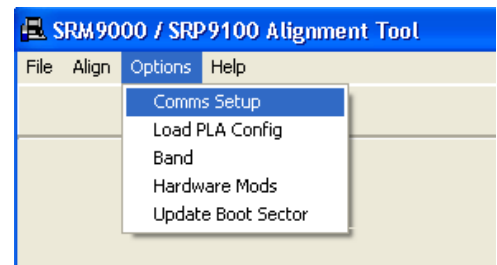 SRM9000 / SRP9100 Alignment Tool
File Align Options Help
Comms Setup
Load PLA Config
Band
Hardware Mods
Update Boot Sector